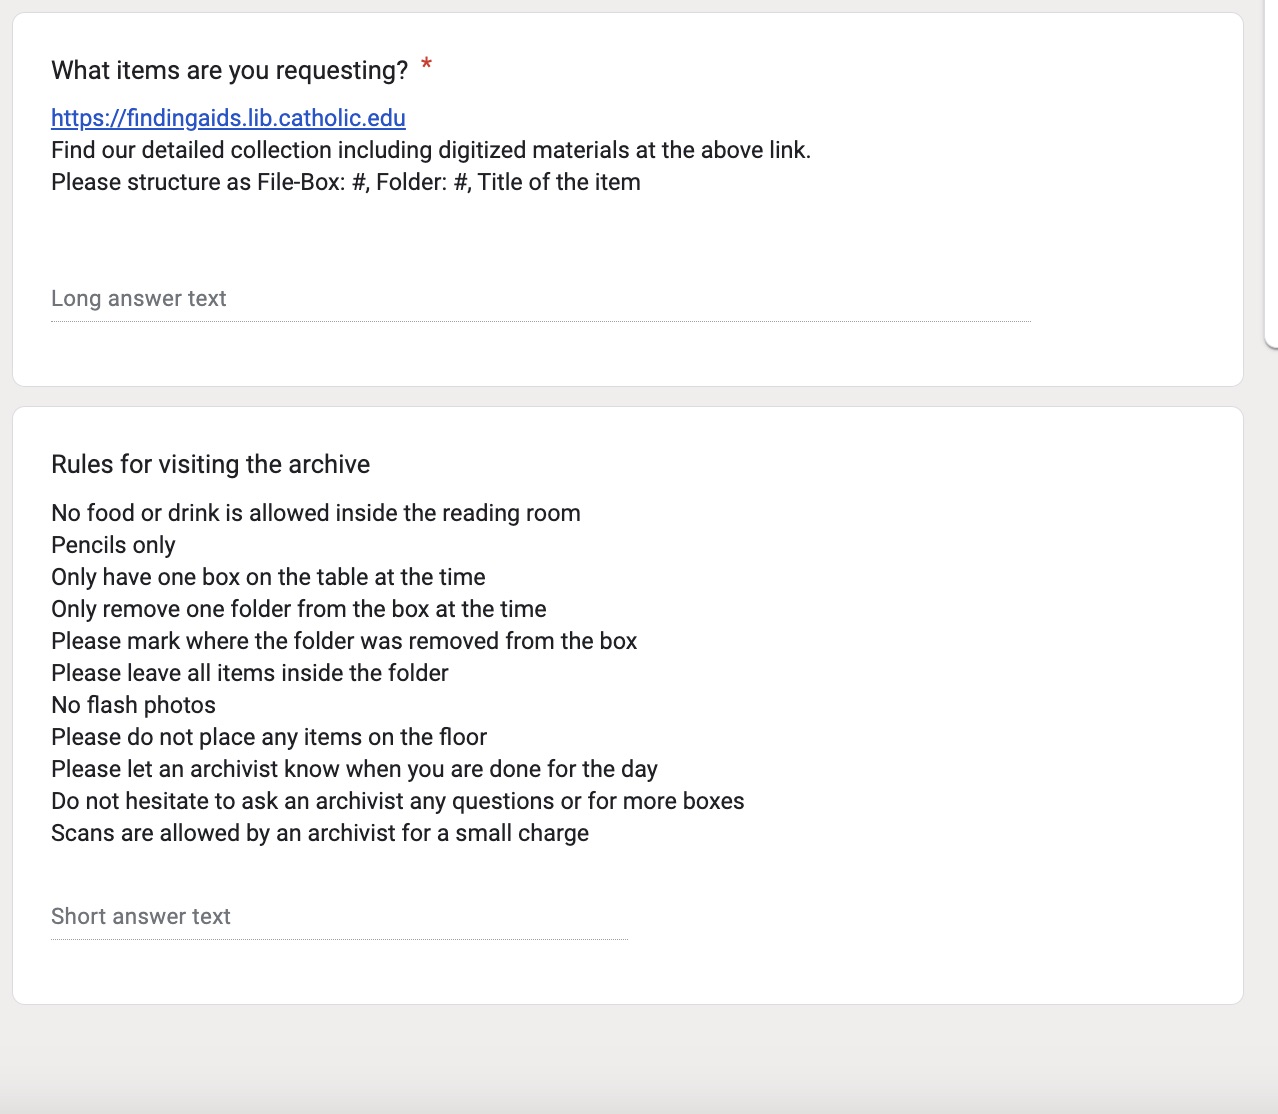 What items are you requesting? *
https://findingaids.lib.catholic.edu
Find our detailed collection including digitized materials at the above link.
Please structure as File-Box: #, Folder: #, Title of the item
Long answer text
Rules for visiting the archive
No food or drink is allowed inside the reading room
Pencils only
Only have one box on the table at the time
Only remove one folder from the box at the time
Please mark where the folder was removed from the box
Please leave all items inside the folder
No flash photos
Please do not place any items on the floor
Please let an archivist know when you are done for the day
Do not hesitate to ask an archivist any questions or for more boxes
Scans are allowed by an archivist for a small charge
Short answer text